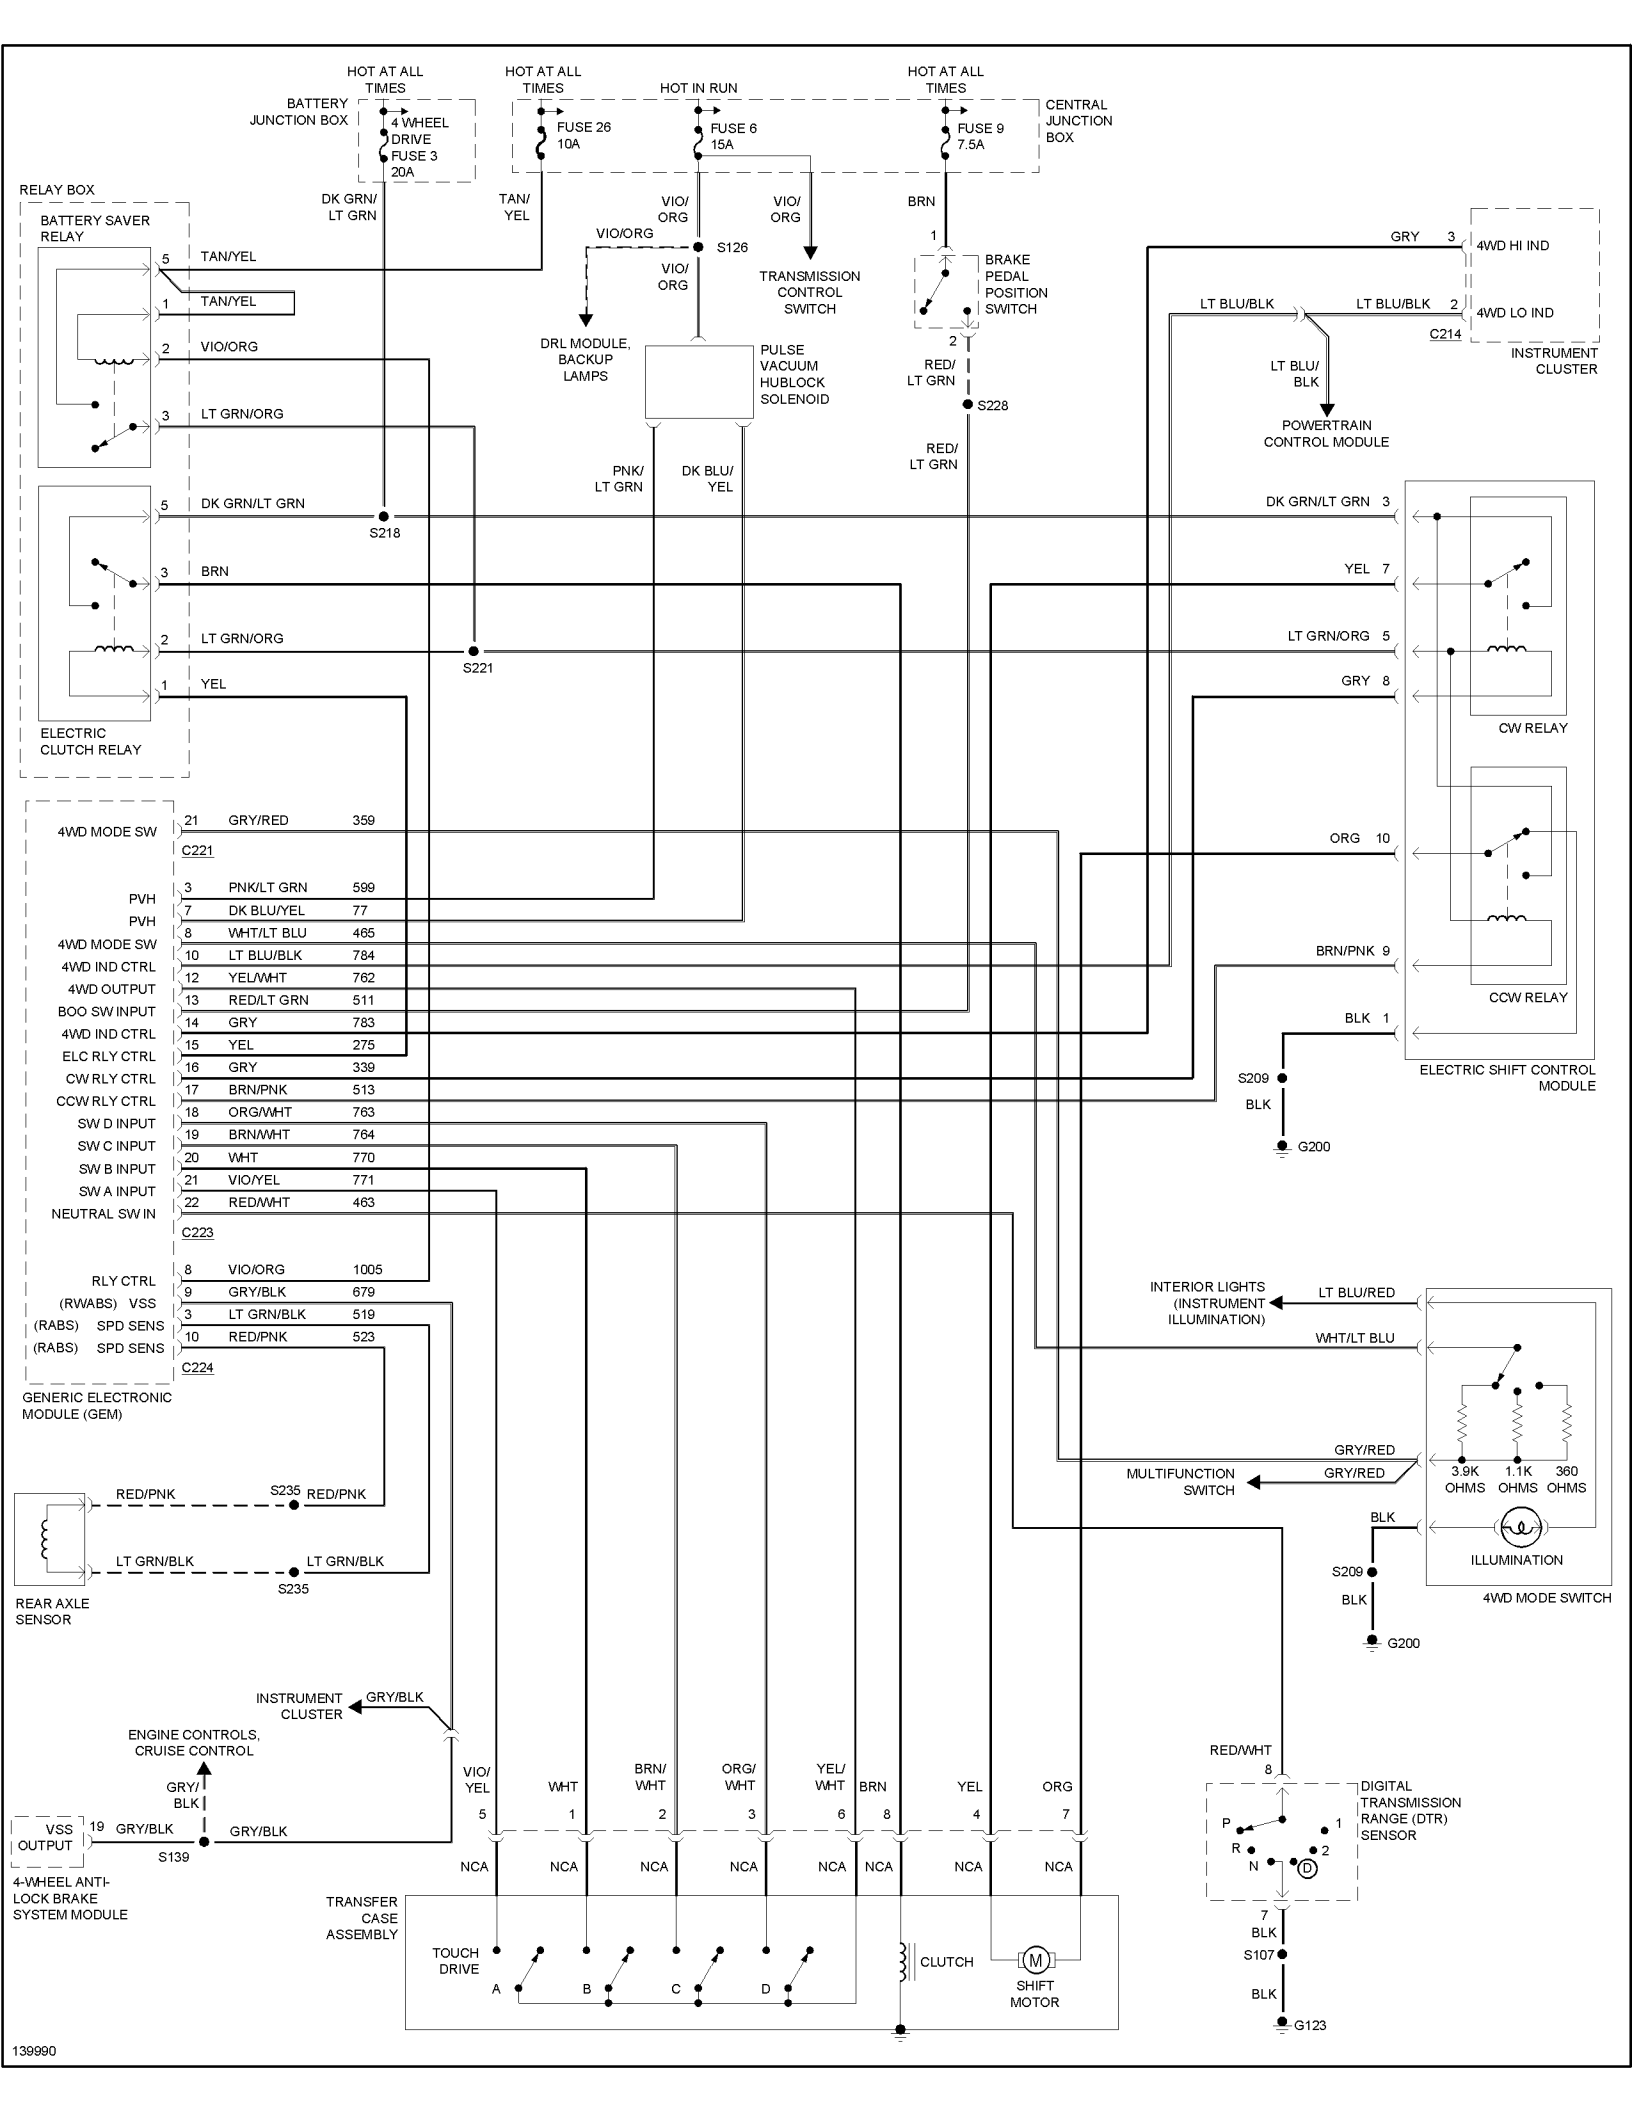 HOT AT ALL
TIMES
HOT AT ALL
TIMES
HOT IN RUN
HOT AT ALL
TIMES
BATTERY
JUNCTION BOX
4 WHEEL
DRIVE
FUSE 3
20A
FUSE 26
10A
FUSE 6
15A
FUSE 9
7.5A
CENTRAL
JUNCTION
BOX
RELAY BOX
BATTERY SAVER
RELAY
DK GRN/
LT GRN
TAN/
YEL
VIO/
ORG
VIO/
ORG
BRN
VIO/ORG
S126
VIO/
ORG
TRANSMISSION
CONTROL
SWITCH
DRL MODULE,
BACKUP
LAMPS
PULSE
VACUUM
HUBLOCK
SOLENOID
1
BRAKE
PEDAL
POSITION
SWITCH
2
RED/
LT GRN
S228
RED/
LT GRN
PNK/
LT GRN
DK BLU/
YEL
GRY 3
4WD HI IND
LT BLU/BLK
LT BLU/BLK 2
4WD LO IND
C214
INSTRUMENT
CLUSTER
LT BLU/
BLK
POWERTRAIN
CONTROL MODULE
5 TAN/YEL
1 TAN/YEL
2 VIO/ORG
3 LT GRN/ORG
5 DK GRN/LT GRN
S218
3 BRN
2 LT GRN/ORG
S221
1 YEL
ELECTRIC
CLUTCH RELAY
DK GRN/LT GRN 3
YEL 7
LT GRN/ORG 5
GRY 8
CW RELAY
ORG 10
BRN/PNK 9
CCW RELAY
BLK 1
ELECTRIC SHIFT CONTROL
MODULE
S209
BLK
G200
4WD MODE SW 21 GRY/RED 359
C221
PVH 3 PNK/LT GRN 599
PVH 7 DK BLU/YEL 77
4WD MODE SW 8 WHT/LT BLU 465
4WD IND CTRL 10 LT BLU/BLK 784
4WD OUTPUT 12 YEL/WHT 762
BOO SW INPUT 13 RED/LT GRN 511
4WD IND CTRL 14 GRY 783
ELC RLY CTRL 15 YEL 275
CW RLY CTRL 16 GRY 339
CCW RLY CTRL 17 BRN/PNK 513
SW D INPUT 18 ORG/WHT 763
SW C INPUT 19 BRN/WHT 764
SW B INPUT 20 WHT 770
SW A INPUT 21 VIO/YEL 771
NEUTRAL SW IN 22 RED/WHT 463
C223
RLY CTRL 8 VIO/ORG 1005
(RWABS) VSS 9 GRY/BLK 679
(RABS) SPD SENS 3 LT GRN/BLK 519
(RABS) SPD SENS 10 RED/PNK 523
C224
GENERIC ELECTRONIC
MODULE (GEM)
INTERIOR LIGHTS
(INSTRUMENT
ILLUMINATION)
LT BLU/RED
WHT/LT BLU
GRY/RED
MULTIFUNCTION
SWITCH
GRY/RED
3.9K
OHMS
1.1K
OHMS
360
OHMS
BLK
ILLUMINATION
4WD MODE SWITCH
S209
BLK
G200
RED/PNK
S235
RED/PNK
LT GRN/BLK
LT GRN/BLK
S235
REAR AXLE
SENSOR
INSTRUMENT
CLUSTER
GRY/BLK
ENGINE CONTROLS,
CRUISE CONTROL
GRY/
BLK
VSS
OUTPUT
19 GRY/BLK
S139
GRY/BLK
4-WHEEL ANTI-
LOCK BRAKE
SYSTEM MODULE
VIO/
YEL
5
WHT
1
BRN/
WHT
2
ORG/
WHT
3
YEL/
WHT
6
BRN
8
YEL
4
ORG
7
NCA
NCA
NCA
NCA
NCA
NCA
NCA
NCA
TRANSFER
CASE
ASSEMBLY
TOUCH
DRIVE
A
B
C
D
CLUTCH
M
SHIFT
MOTOR
RED/WHT
8
DIGITAL
TRANSMISSION
RANGE (DTR)
SENSOR
P
R
N
D
2
1
7
BLK
S107
BLK
G123
139990